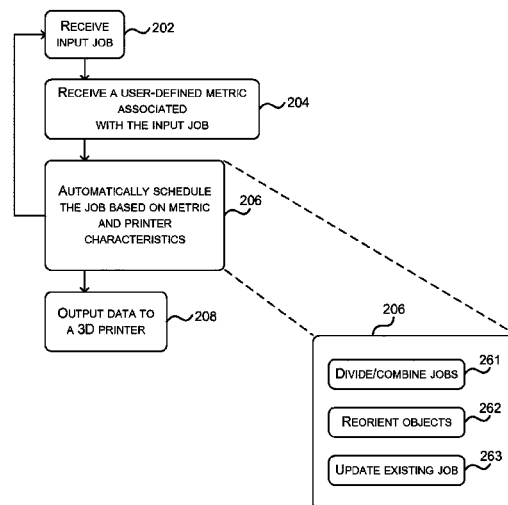 RECEIVE
INPUT JOB
202
RECEIVE A USER-DEFINED METRIC
ASSOCIATED
WITH THE INPUT JOB
204
AUTOMATICALLY SCHEDULE
THE JOB BASED ON METRIC
AND PRINTER
CHARACTERISTICS
206
OUTPUT DATA TO
A 3D PRINTER
208
206
DIVIDE/COMBINE JOBS
261
REORIENT OBJECTS
262
UPDATE EXISTING JOB
263